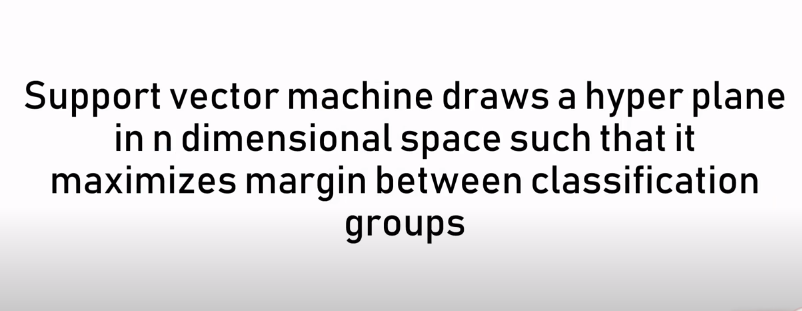 Support vector machine draws a hyper plane
in n dimensional space such that it
maximizes margin between classification
groups